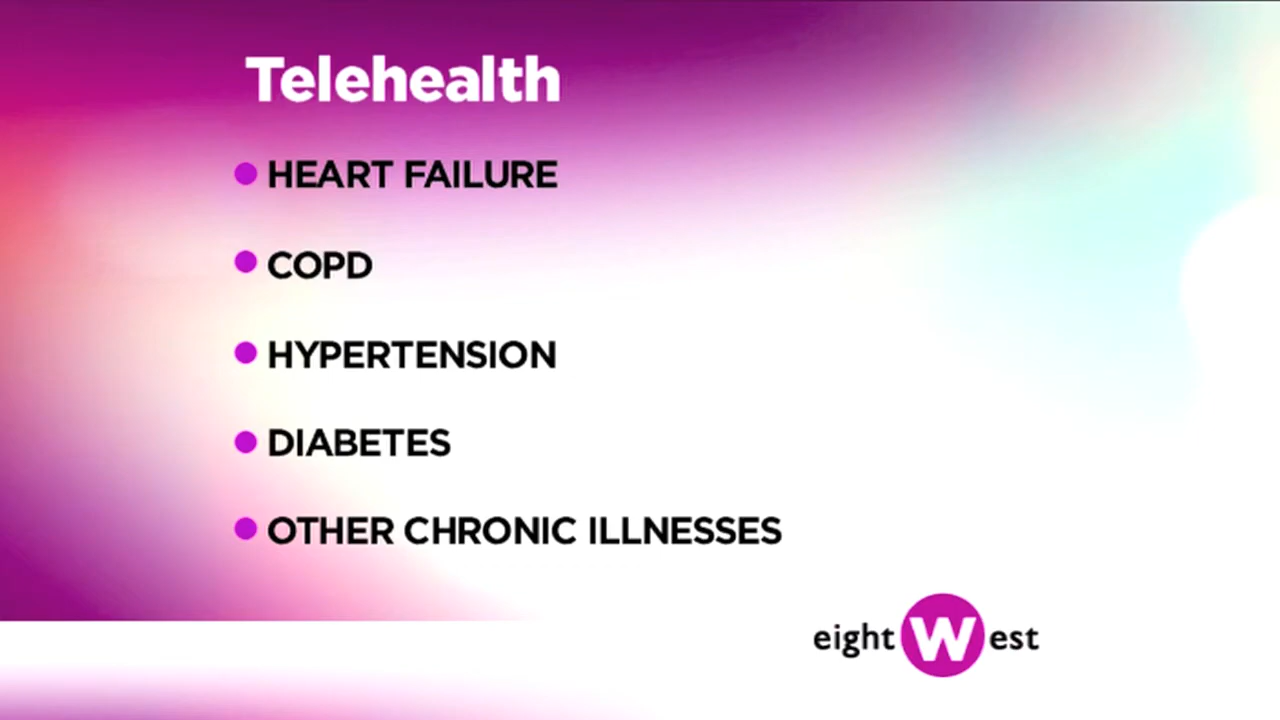 Telehealth
HEART FAILURE
COPD
HYPERTENSION
DIABETES
OTHER CHRONIC ILLNESSES
eight West